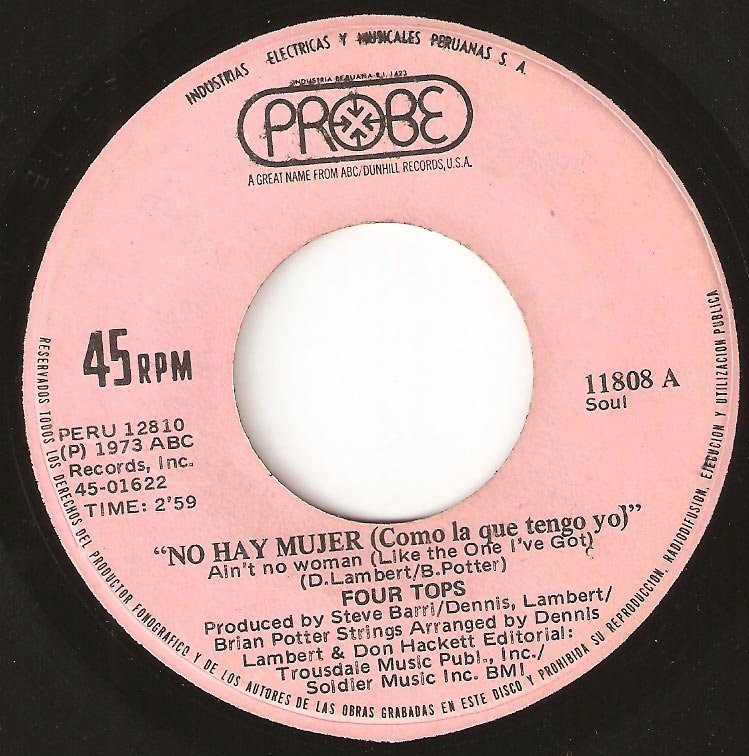 INDUSTRIAS ELECTRICAS Y MUSICALES PERUANAS S. A.
INDUSTRIA PERUANA R.I. 1623
PROBE
A GREAT NAME FROM ABC/DUNHILL RECORDS, U.S.A.
45 RPM
PERU 12810
(P) 1973 ABC
Records, Inc.
45-01622
TIME: 2'59
11808 A
Soul
"NO HAY MUJER (Como la que tengo yo)"
Ain't no woman (Like the One I've Got)
(D.Lambert/B.Potter)
FOUR TOPS
Produced by Steve Barri/Dennis, Lambert/
Brian Potter Strings Arranged by Dennis
Lambert & Don Hackett Editorial:
Trousdale Music Publ., Inc./
Soldier Music Inc. BMI
RESERVADOS TODOS LOS DERECHOS DEL PRODUCTOR FONOGRAFICO Y DE LOS AUTORES DE LAS OBRAS GRABADAS EN ESTE DISCO Y PROHIBIDA SU REPRODUCCION, RADIODIFUSION, EJECUCION Y UTILIZACION PUBLICA